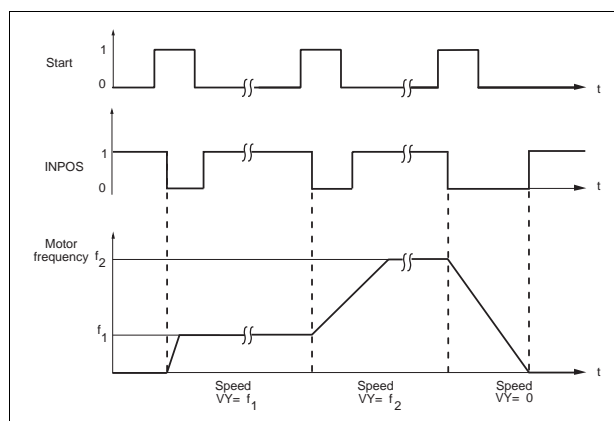 1
Start
0
t
1
INPOS
0
t
Motor
frequency f2
f1
t
Speed
VY= f1
Speed
VY= f2
Speed
VY= 0